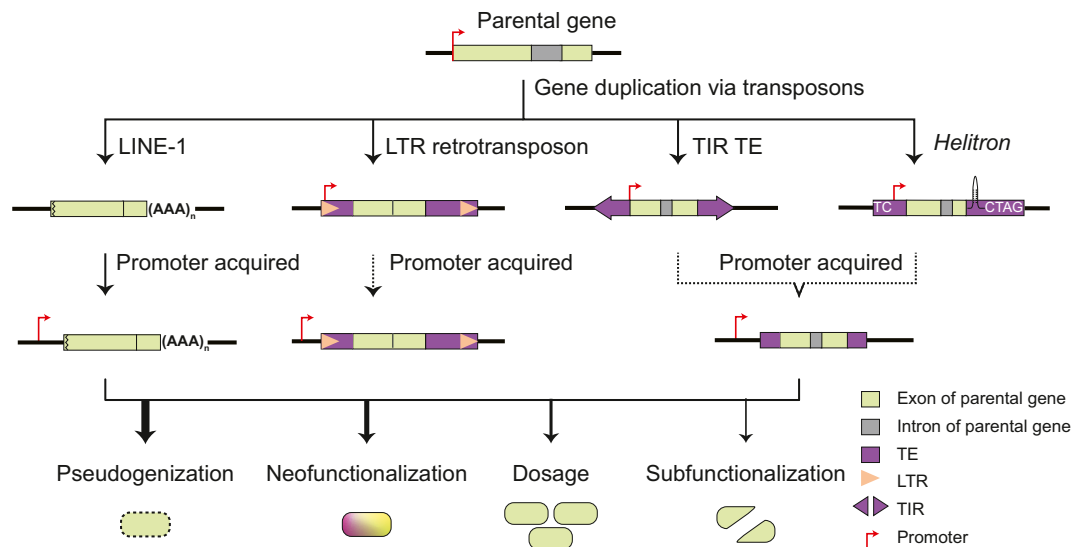 Parental gene
Gene duplication via transposons
LINE-1
LTR retrotransposon
TIR TE
Helitron
(AAA)n
TC
CTAG
Promoter acquired
Promoter acquired
Promoter acquired
(AAA)n
Pseudogenization
Neofunctionalization
Dosage
Subfunctionalization
Exon of parental gene
Intron of parental gene
TE
LTR
TIR
Promoter